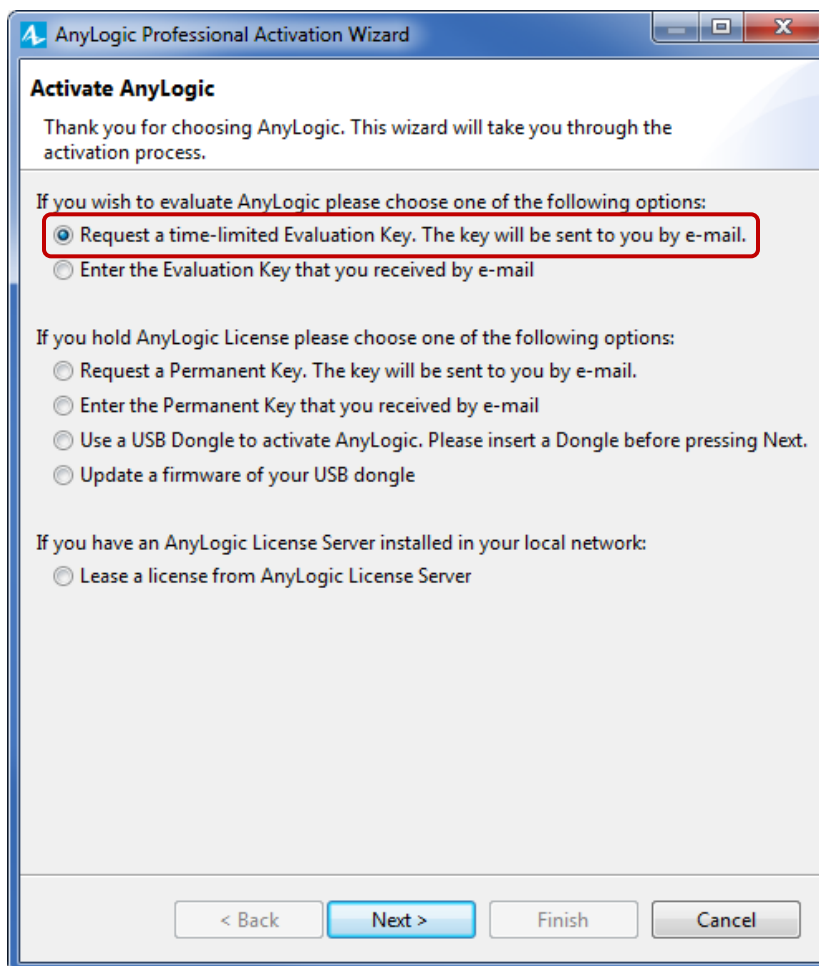 AnyLogic Professional Activation Wizard
Activate AnyLogic
Thank you for choosing AnyLogic. This wizard will take you through the
activation process.
If you wish to evaluate AnyLogic please choose one of the following options:
Request a time-limited Evaluation Key. The key will be sent to you by e-mail.
Enter the Evaluation Key that you received by e-mail
If you hold AnyLogic License please choose one of the following options:
Request a Permanent Key. The key will be sent to you by e-mail.
Enter the Permanent Key that you received by e-mail
Use a USB Dongle to activate AnyLogic. Please insert a Dongle before pressing Next.
Update a firmware of your USB dongle
If you have an AnyLogic License Server installed in your local network:
Lease a license from AnyLogic License Server
< Back Next > Finish Cancel